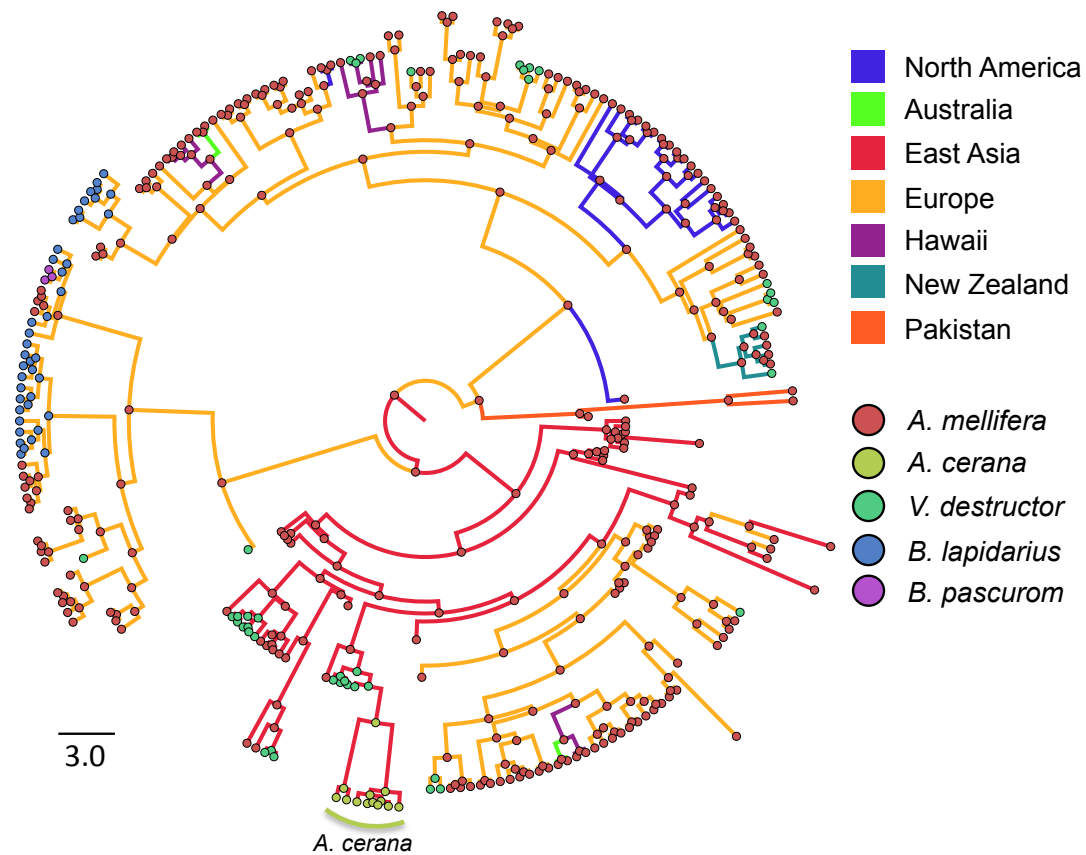 North America
Australia
East Asia
Europe
Hawaii
New Zealand
Pakistan
A. mellifera
A. cerana
V. destructor
B. lapidarius
B. pascurom
3.0
A. cerana